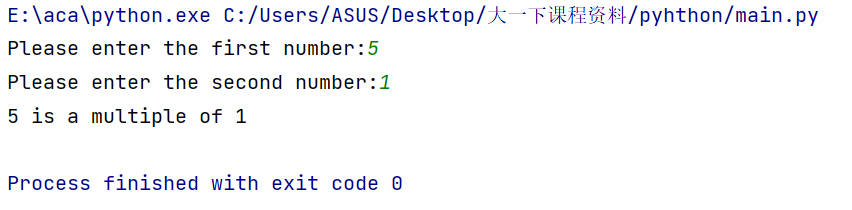 E:\aca\python.exe C:/Users/ASUS/Desktop/大一下课程资料/pyhthon/main.py
Please enter the first number:5
Please enter the second number:1
5 is a multiple of 1
Process finished with exit code 0